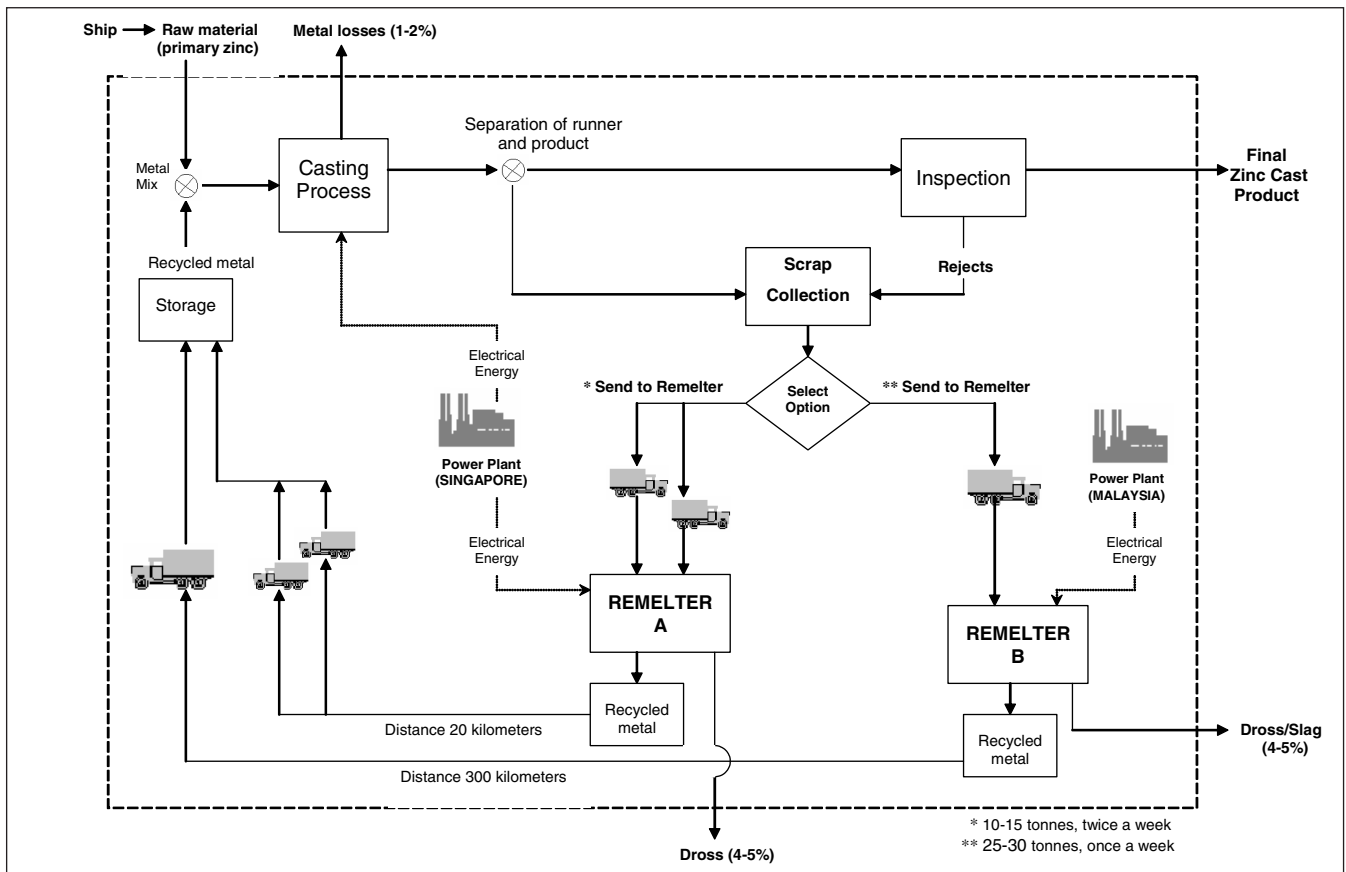 Ship
Raw material
(primary zinc)
Metal losses (1-2%)
Separation of runner
and product
Metal
Mix
Casting
Process
Inspection
Final
Zinc Cast
Product
Recycled metal
Storage
Scrap
Collection
Rejects
Electrical
Energy
* Send to Remelter
Select
Option
** Send to Remelter
Power Plant
(SINGAPORE)
Power Plant
(MALAYSIA)
Electrical
Energy
Electrical
Energy
REMELTER
A
REMELTER
B
Recycled
metal
Distance 20 kilometers
Recycled
metal
Dross/Slag
(4-5%)
Distance 300 kilometers
* 10-15 tonnes, twice a week
** 25-30 tonnes, once a week
Dross (4-5%)